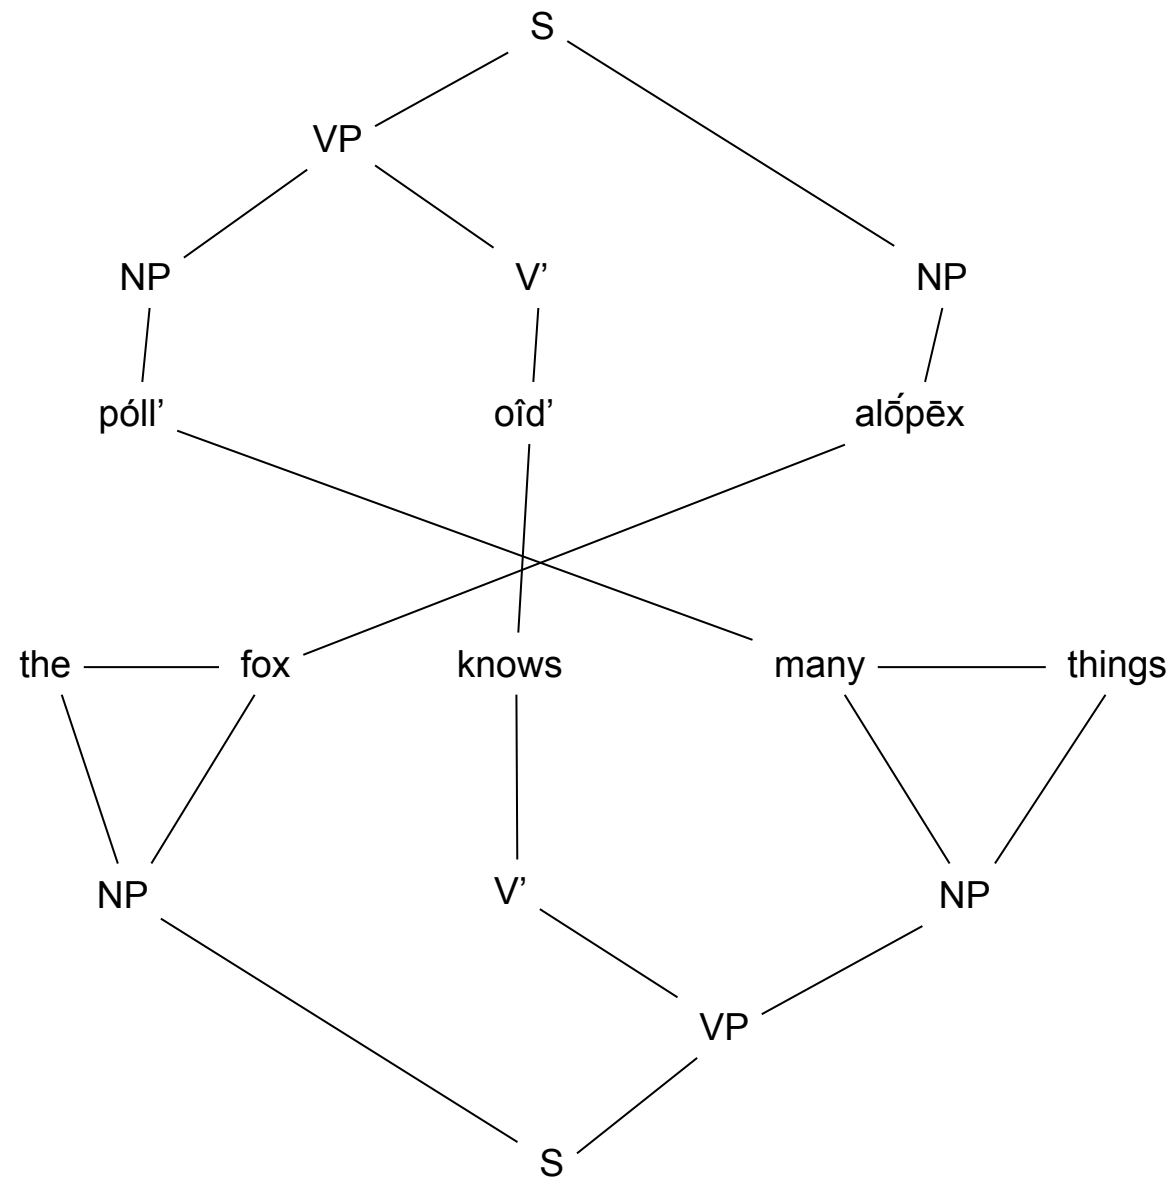 S
VP
NP V’ NP
póll’ oîd’ alṓpēx
the fox knows many things
NP V’ NP
VP
S